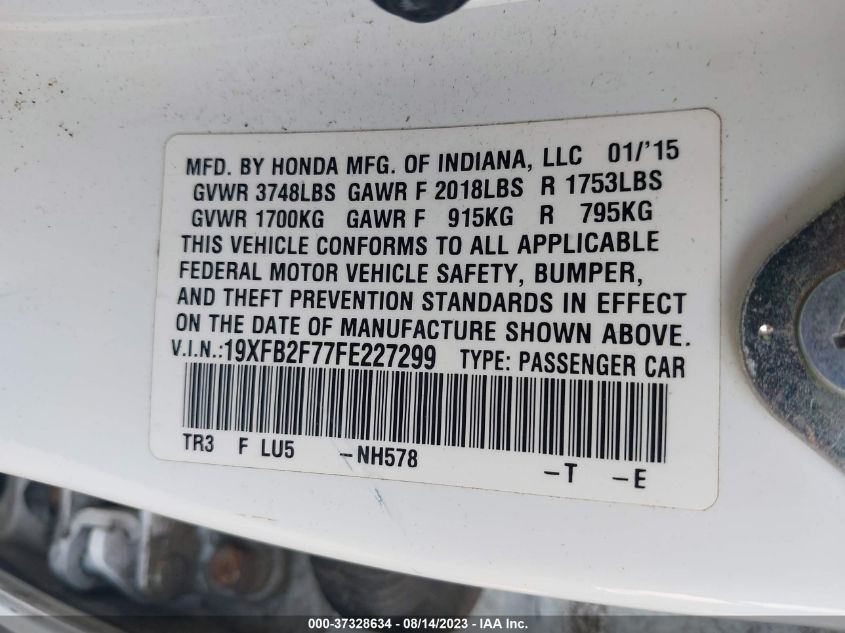 MFD. BY HONDA MFG. OF INDIANA, LLC 01/'15
GVWR 3748LBS GAWR F 2018LBS R 1753LBS
GVWR 1700KG GAWR F 915KG R 795KG
THIS VEHICLE CONFORMS TO ALL APPLICABLE
FEDERAL MOTOR VEHICLE SAFETY, BUMPER,
AND THEFT PREVENTION STANDARDS IN EFFECT
ON THE DATE OF MANUFACTURE SHOWN ABOVE.
V.I.N.:19XFB2F77FE227299 TYPE: PASSENGER CAR
TR3 F LU5 -NH578 -T -E
000-37328634 - 08/14/2023 - IAA Inc.